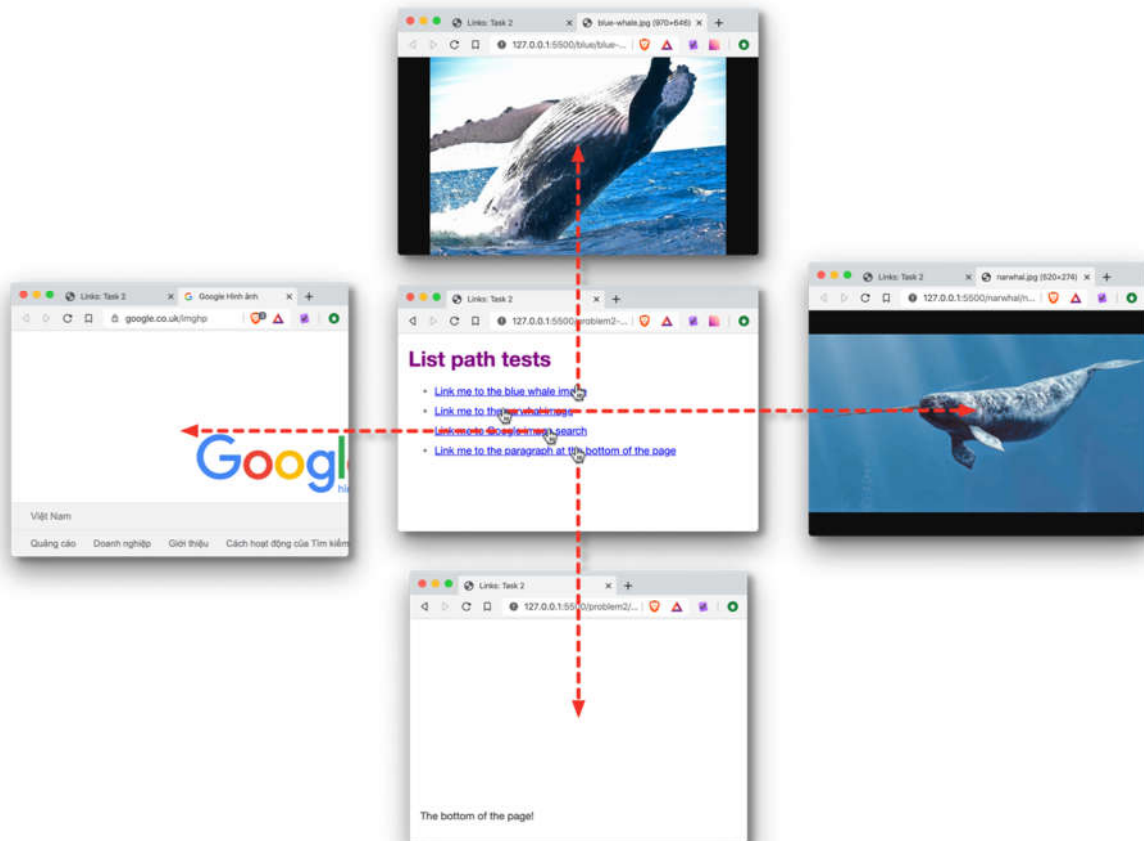 Links: Task 2
blue-whale.jpg (970×646)
127.0.0.1:5500/blue/blue-...
Links: Task 2
Google Hình ảnh
google.co.uk/imghp
Google
Việt Nam
Quảng cáo Doanh nghiệp Giới thiệu Cách hoạt động của Tìm kiếm
Links: Task 2
127.0.0.1:5500/problem2-...
List path tests
Link me to the blue whale image
Link me to the narwhal image
Link me to Google image search
Link me to the paragraph at the bottom of the page
Links: Task 2
narwhal.jpg (620×274)
127.0.0.1:5500/narwhal/n...
Links: Task 2
127.0.0.1:5500/problem2/...
The bottom of the page!